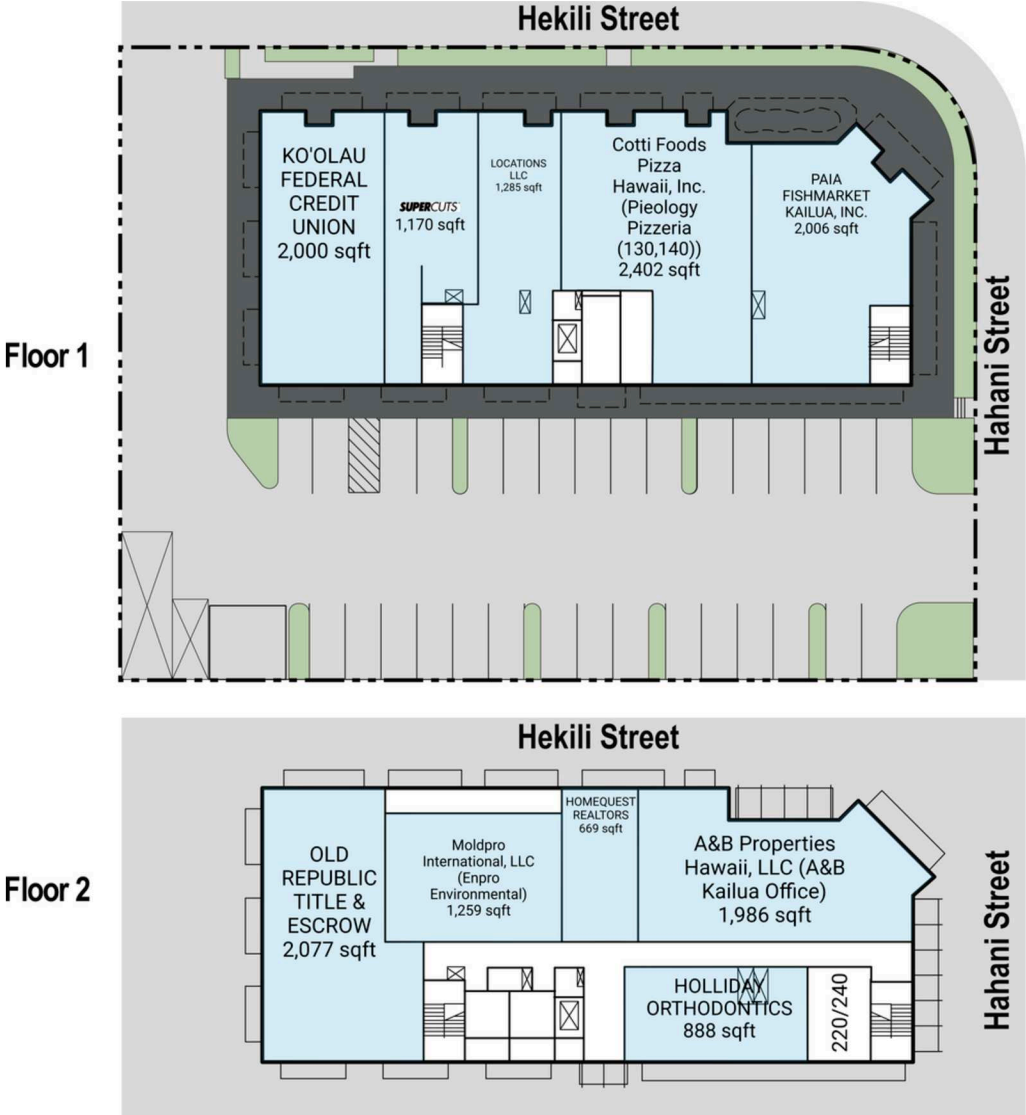 Hekili Street
KO'OLAU
FEDERAL
CREDIT
UNION
2,000 sqft
SUPERCUTS
1,170 sqft
LOCATIONS
LLC
1,285 sqft
Cotti Foods
Pizza
Hawaii, Inc.
(Pieology
Pizzeria
(130,140))
2,402 sqft
PAIA
FISHMARKET
KAILUA, INC.
2,006 sqft
Floor 1
Hahani Street
Hekili Street
OLD
REPUBLIC
TITLE &
ESCROW
2,077 sqft
Moldpro
International, LLC
(Enpro
Environmental)
1,259 sqft
HOMEQUEST
REALTORS
669 sqft
A&B Properties
Hawaii, LLC (A&B
Kailua Office)
1,986 sqft
Floor 2
HOLLIDAY
ORTHODONTICS
888 sqft
220/240
Hahani Street